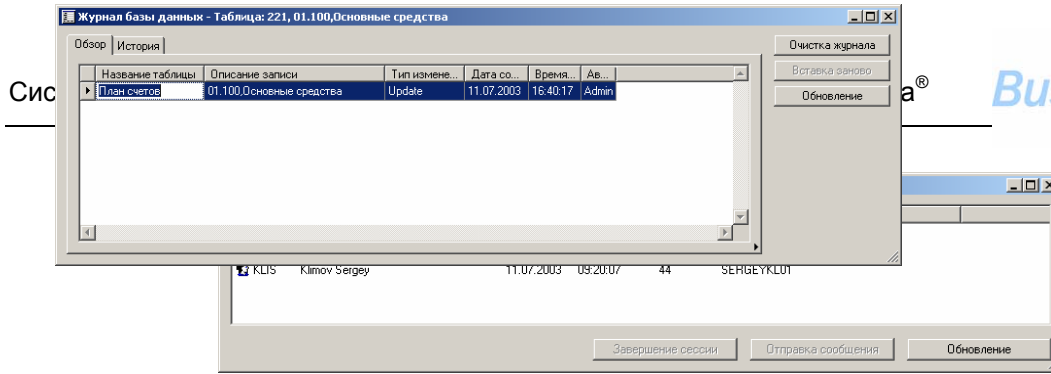 Журнал базы данных - Таблица: 221, 01.100,Основные средства
Обзор История
Очистка журнала
Название таблицы Описание записи Тип измене... Дата со... Время... Ав...
Вставка заново
План счетов 01.100,Основные средства Update 11.07.2003 16:40:17 Admin
Обновление
Сис
а®
Bus
KLIS Klimov Sergey 11.07.2003 09:20:07 44 SERGEYKL01
Завершение сессии Отправка сообщения Обновление